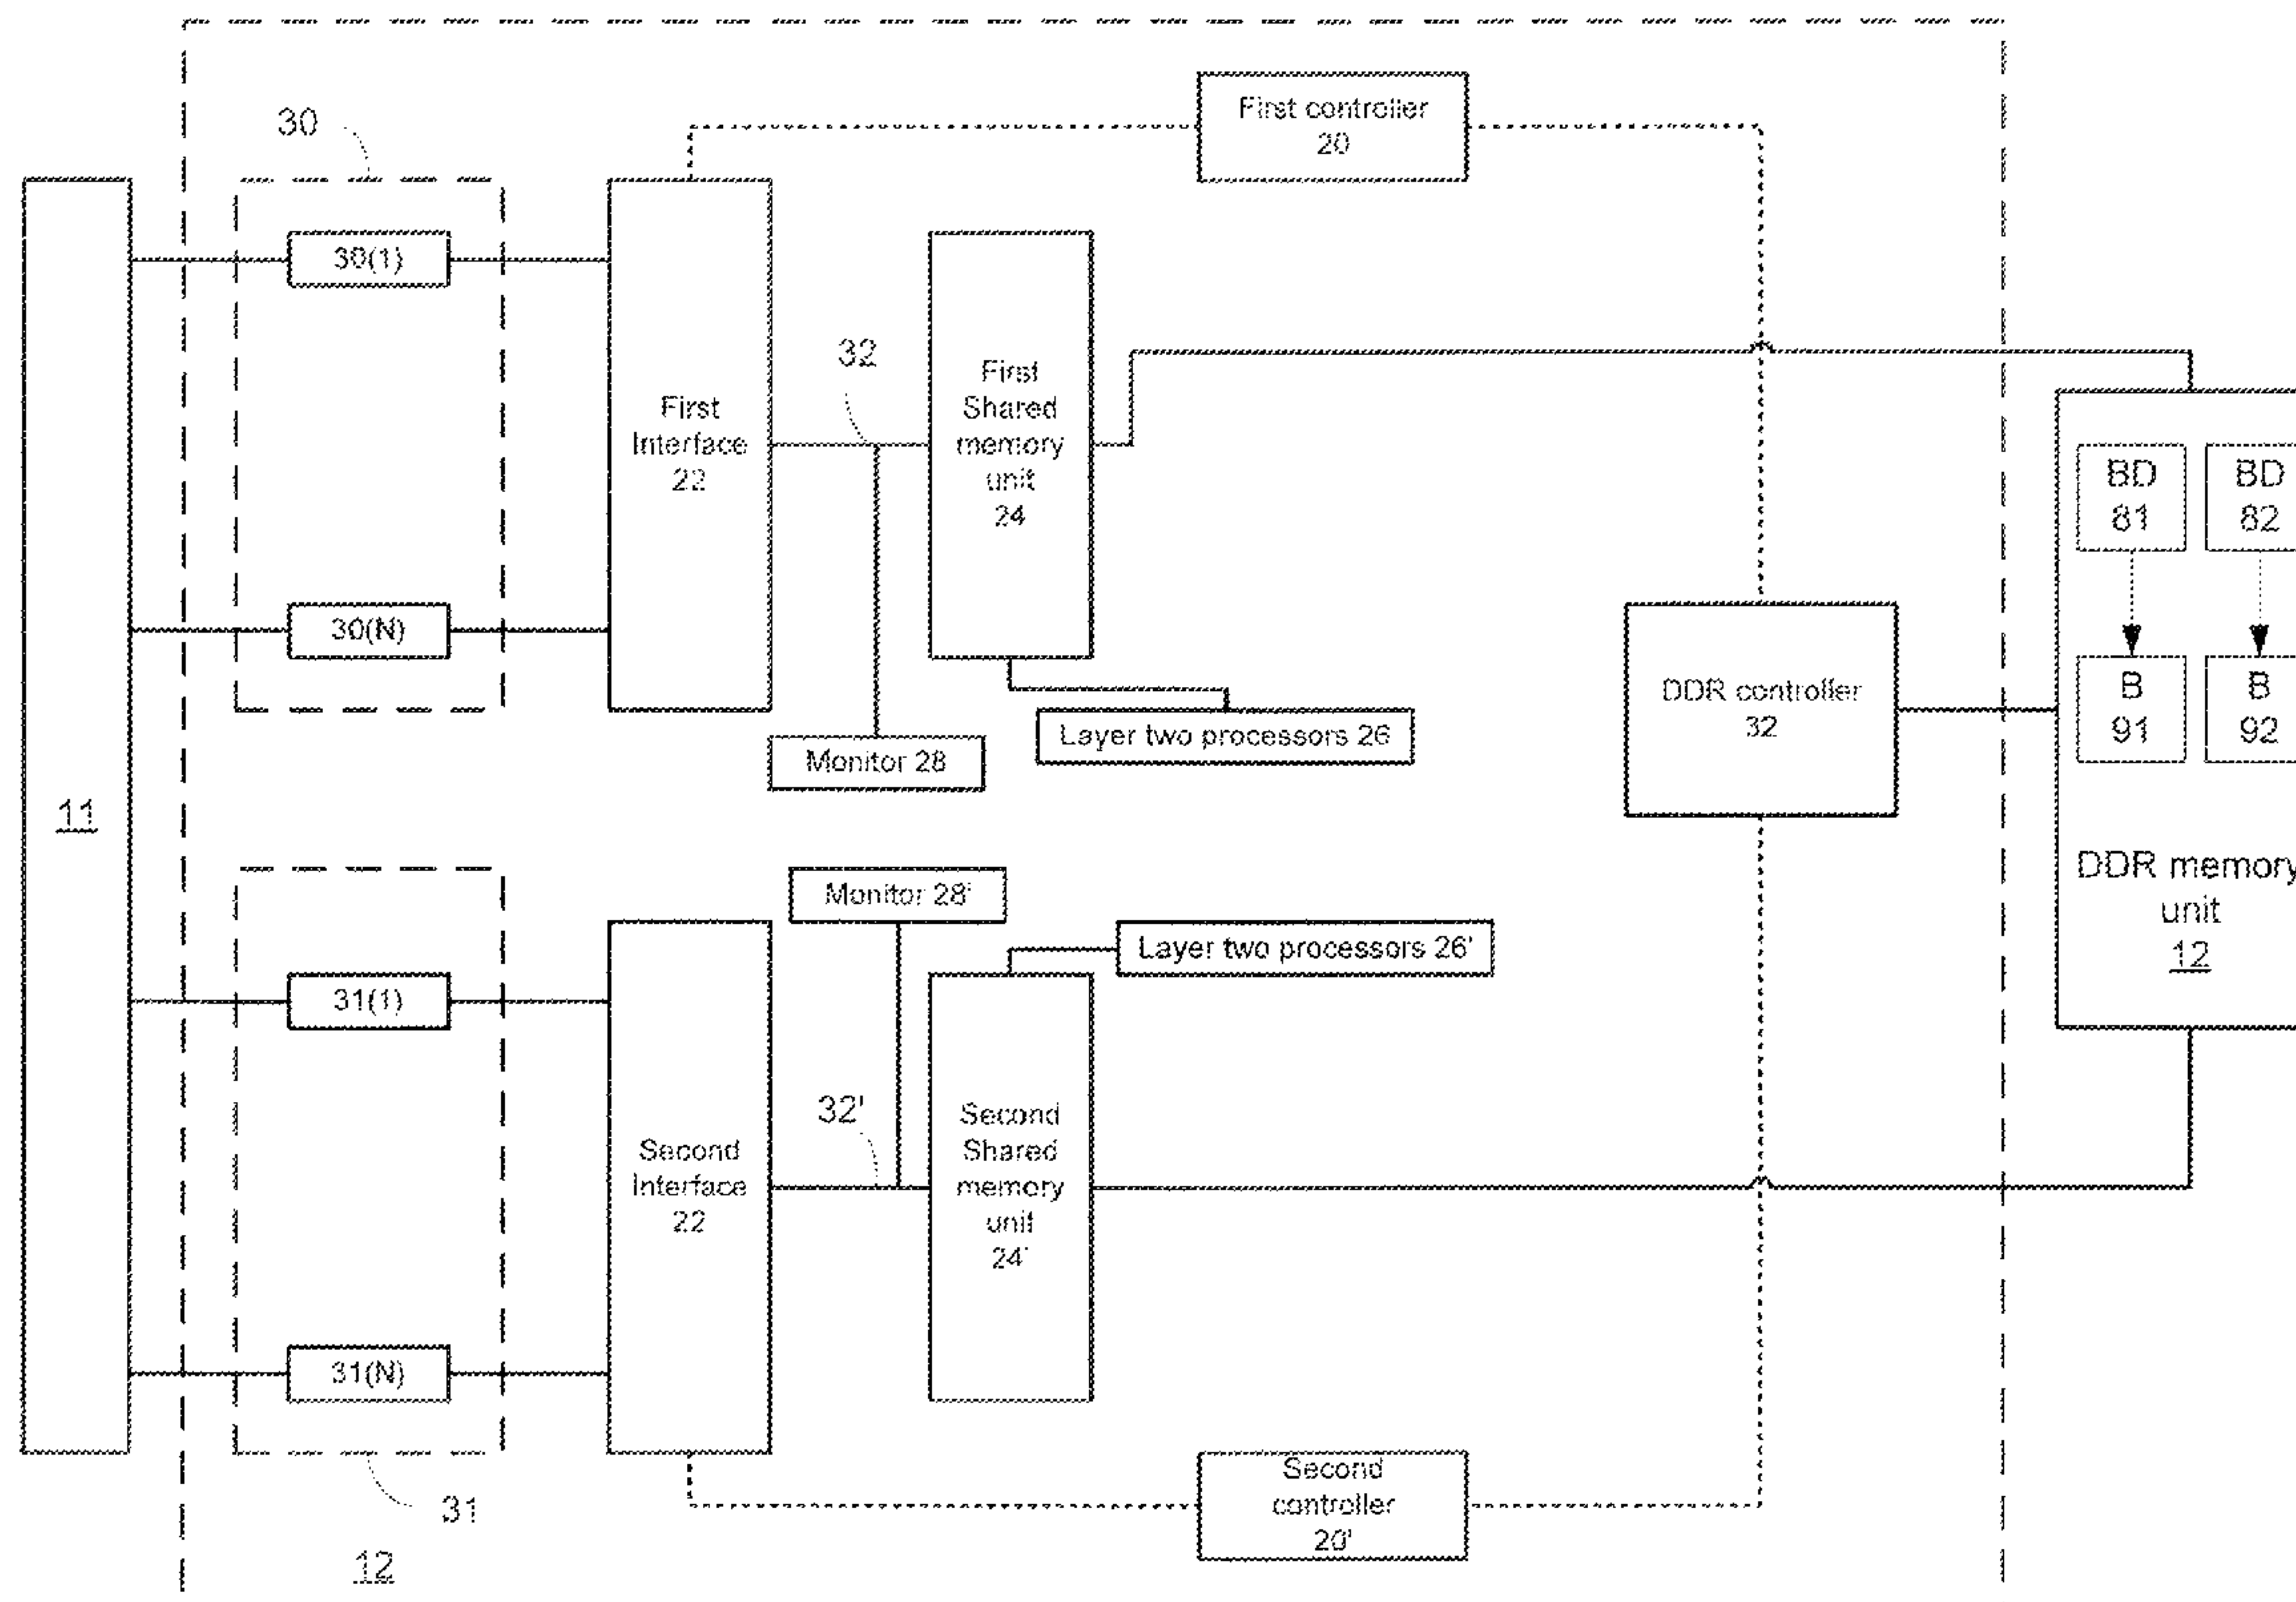 First controller
20
30
30(1)
32
First
Shared
memory
unit
24
First
Interface
22
BD
81
BD
82
30(N)
B
91
B
92
DDR controller
32
Layer two processors 26
Monitor 28
11
DDR memory
unit
12
Monitor 28'
Layer two processors 26'
31(1)
32'
Second
Shared
memory
unit
24'
Second
Interface
22
31(N)
Second
controller
20'
31
12